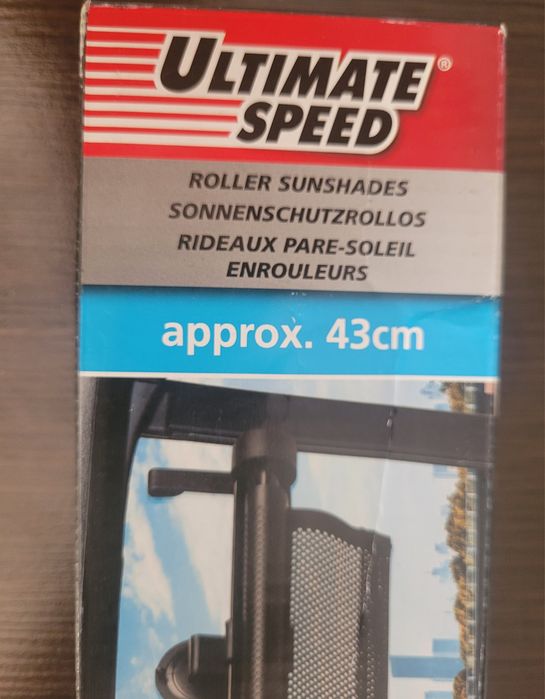 ULTIMATE®
SPEED
ROLLER SUNSHADES
SONNENSCHUTZROLLOS
RIDEAUX PARE-SOLEIL
ENROULEURS
approx. 43cm